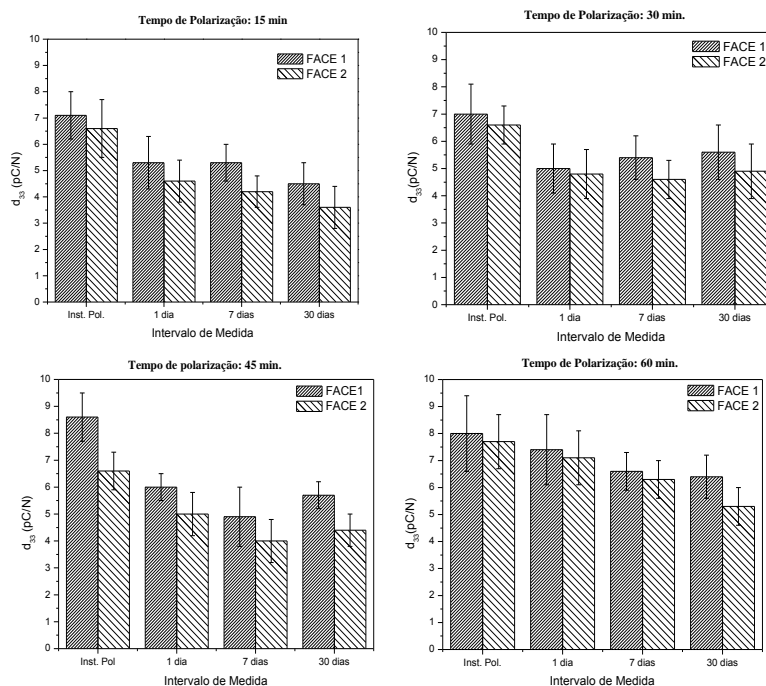 Tempo de Polarização: 15 min
FACE 1
FACE 2
d33 (pC/N)
10
9
8
7
6
5
4
3
2
1
0
Inst. Pol. 1 dia 7 dias 30 dias
Intervalo de Medida
Tempo de Polarização: 30 min.
FACE 1
FACE 2
d33 (pC/N)
10
9
8
7
6
5
4
3
2
1
0
Inst. Pol. 1 dia 7 dias 30 dias
Intervalo de Medida
Tempo de polarização: 45 min.
FACE1
FACE 2
d33 (pC/N)
10
9
8
7
6
5
4
3
2
1
0
Inst. Pol 1 dia 7 dias 30 dias
Intervalo de Medida
Tempo de Polarização: 60 min.
FACE 1
FACE 2
d33(pC/N)
10
9
8
7
6
5
4
3
2
1
0
Inst. Pol. 1 dia 7 dias 30 dias
Intervalo de Medida